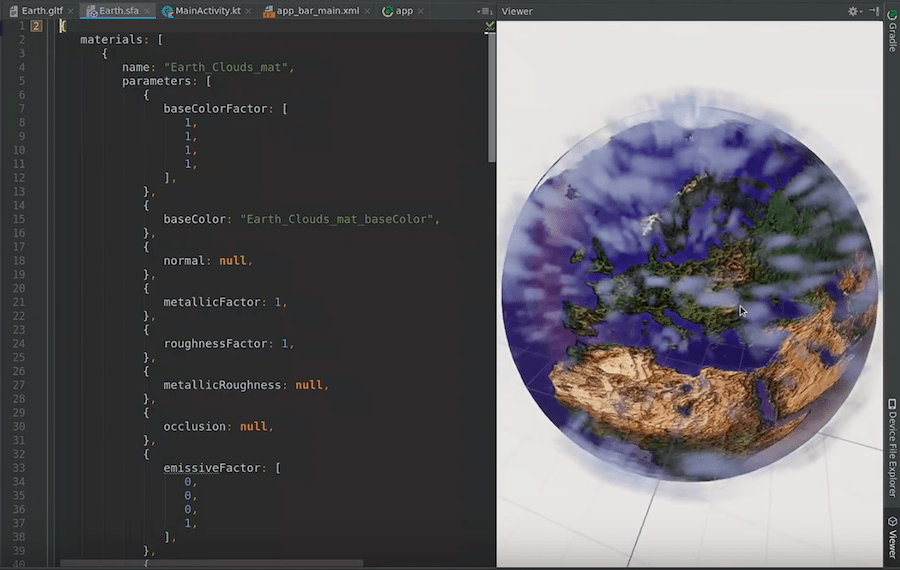 Earth.gltf Earth.sfa MainActivity.kt app_bar_main.xml app
Viewer
1 2 {
2 materials: [
3 {
4 name: "Earth_Clouds_mat",
5 parameters: [
6 {
7 baseColorFactor: [
8 1,
9 1,
10 1,
11 1,
12 ],
13 },
14 {
15 baseColor: "Earth_Clouds_mat_baseColor",
16 },
17 {
18 normal: null,
19 },
20 {
21 metallicFactor: 1,
22 },
23 {
24 roughnessFactor: 1,
25 },
26 {
27 metallicRoughness: null,
28 },
29 {
30 occlusion: null,
31 },
32 {
33 emissiveFactor: [
34 0,
35 0,
36 0,
37 1,
38 ],
39 },
40 {
Gradle
Device File Explorer
Viewer